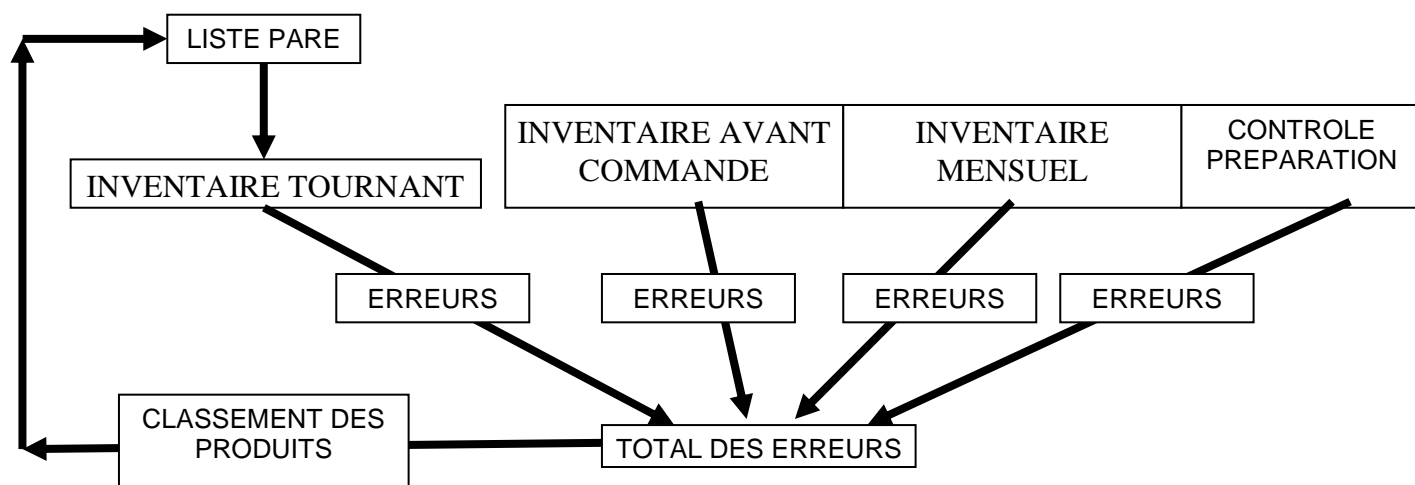 LISTE PARE
INVENTAIRE AVANT
COMMANDE
INVENTAIRE
MENSUEL
CONTROLE
PREPARATION
INVENTAIRE TOURNANT
ERREURS
ERREURS
ERREURS
ERREURS
CLASSEMENT DES
PRODUITS
TOTAL DES ERREURS